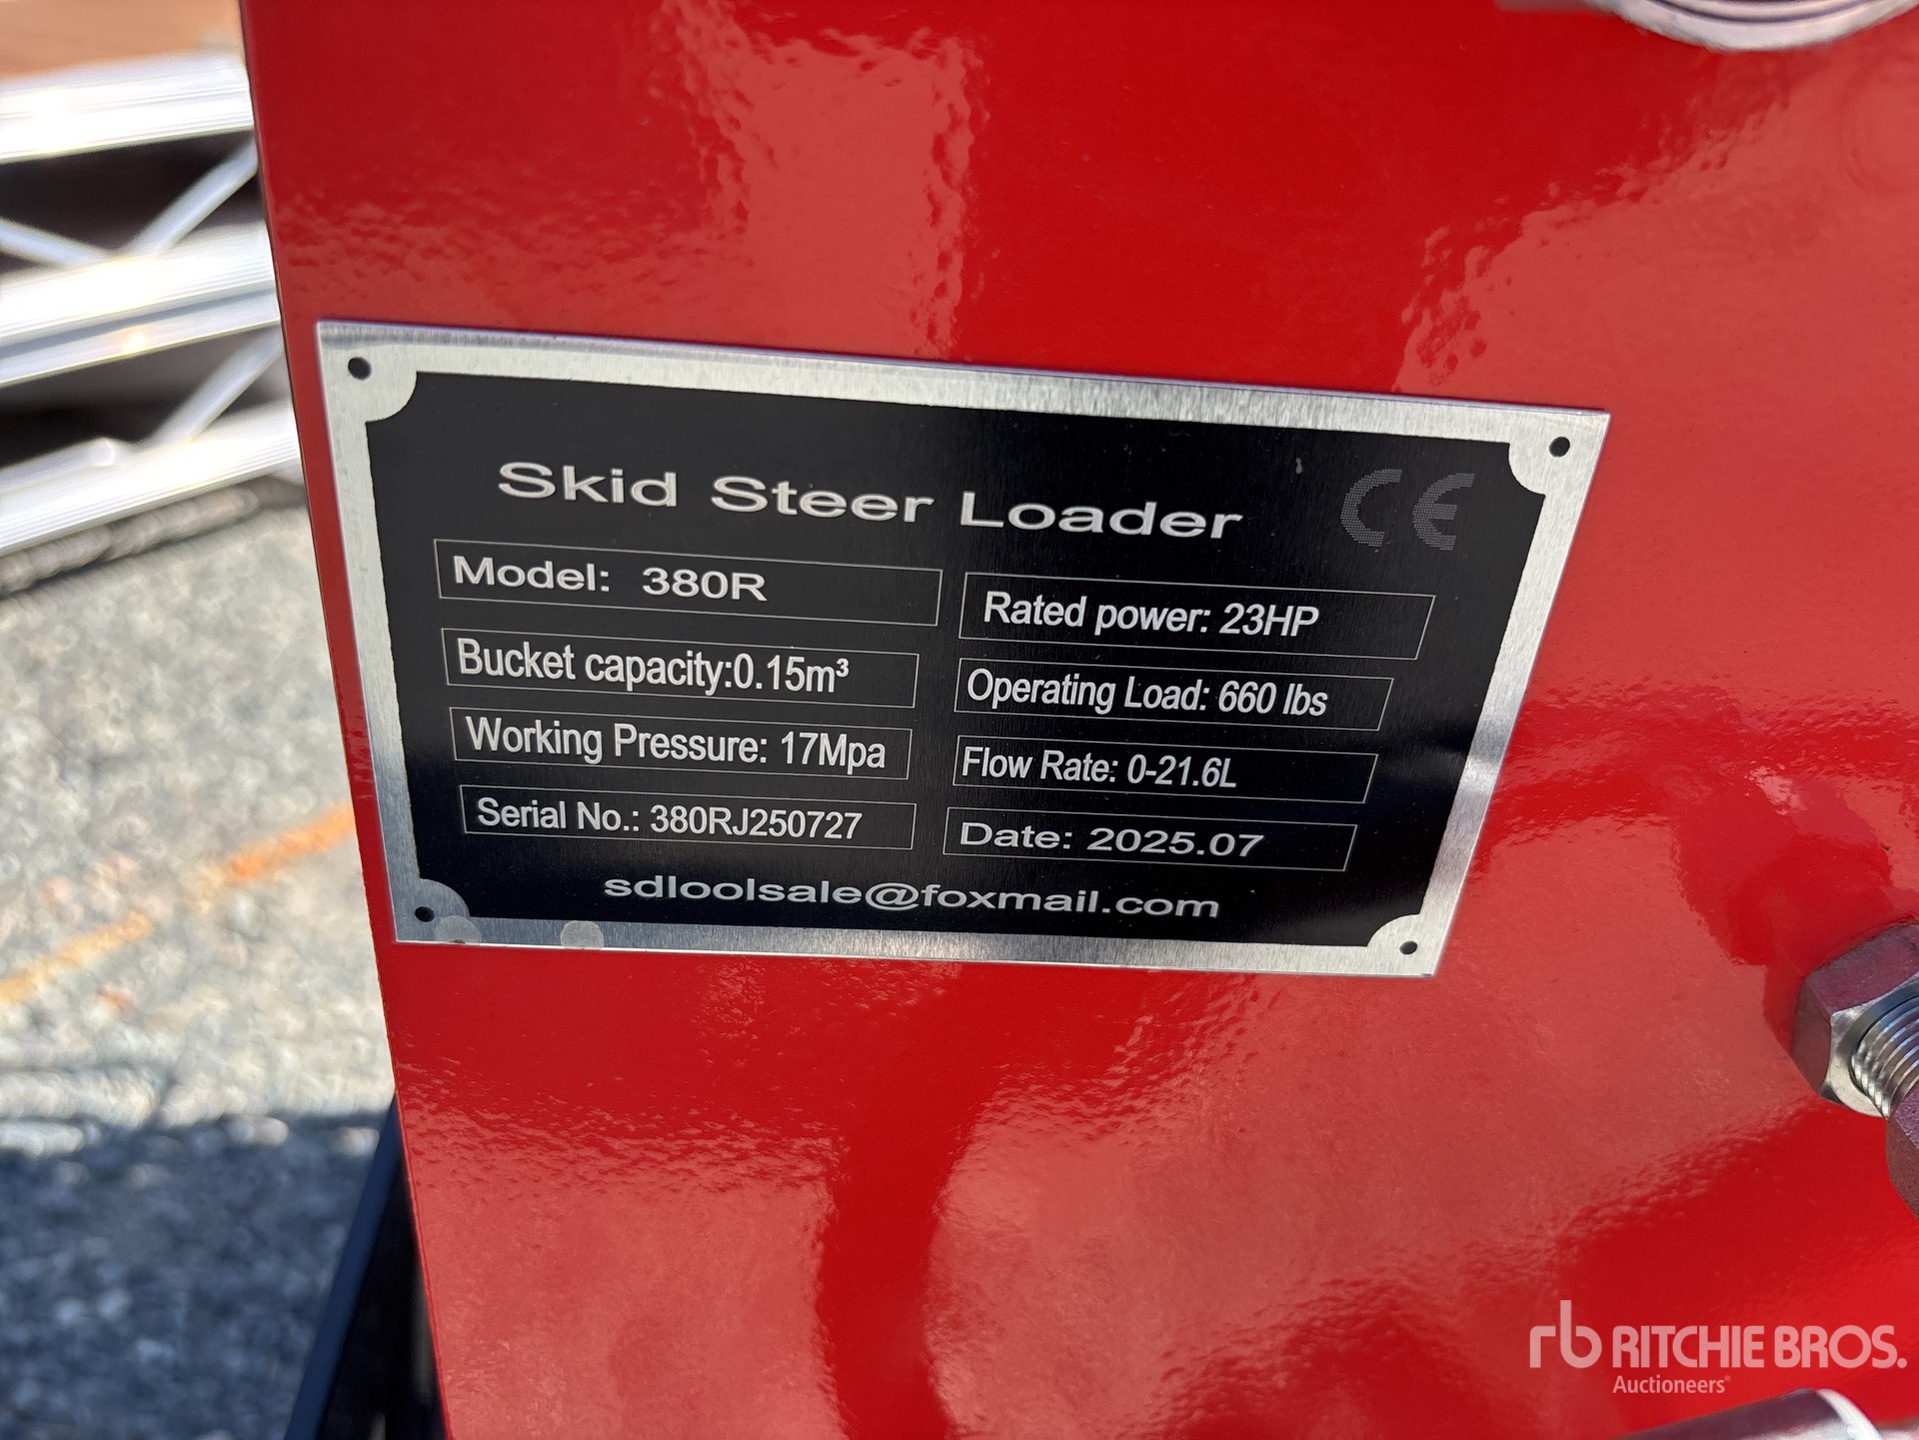 Skid Steer Loader CE
Model: 380R Rated power: 23HP
Bucket capacity:0.15m³ Operating Load: 660 lbs
Working Pressure: 17Mpa Flow Rate: 0-21.6L
Serial No.: 380RJ250727 Date: 2025.07
sdloolsale@foxmail.com
rb RITCHIE BROS.
Auctioneers®